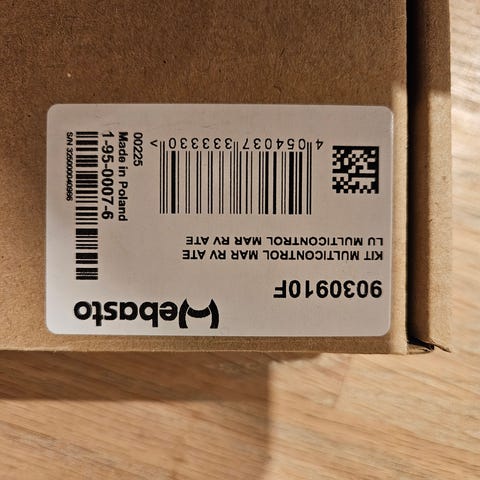 Webasto
9030910F
KIT MULTICONTROL MAR RV ATE
LU MULTICONTROL MAR RV ATE
4 054037 333330 >
00225
Made in Poland
1-95-0007-6
S/N